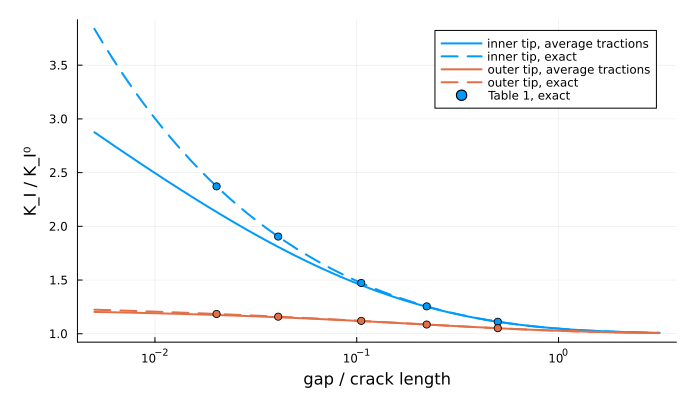 inner tip, average tractions
inner tip, exact
outer tip, average tractions
outer tip, exact
Table 1, exact
K_I / K_I⁰
3.5
3.0
2.5
2.0
1.5
1.0
10⁻² 10⁻¹ 10⁰
gap / crack length